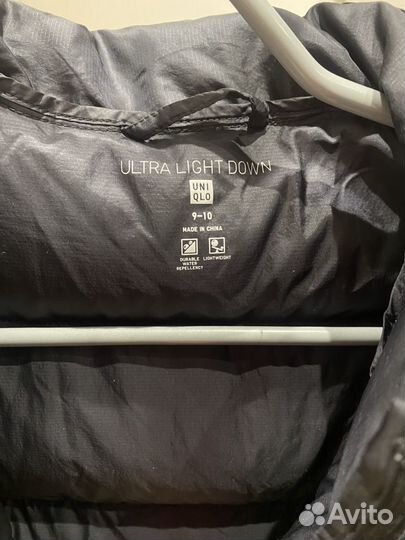 ULTRA LIGHT DOWN
UNI
QLO
9–10
MADE IN CHINA
DURABLE
WATER
REPELLENCY
LIGHTWEIGHT
Avito